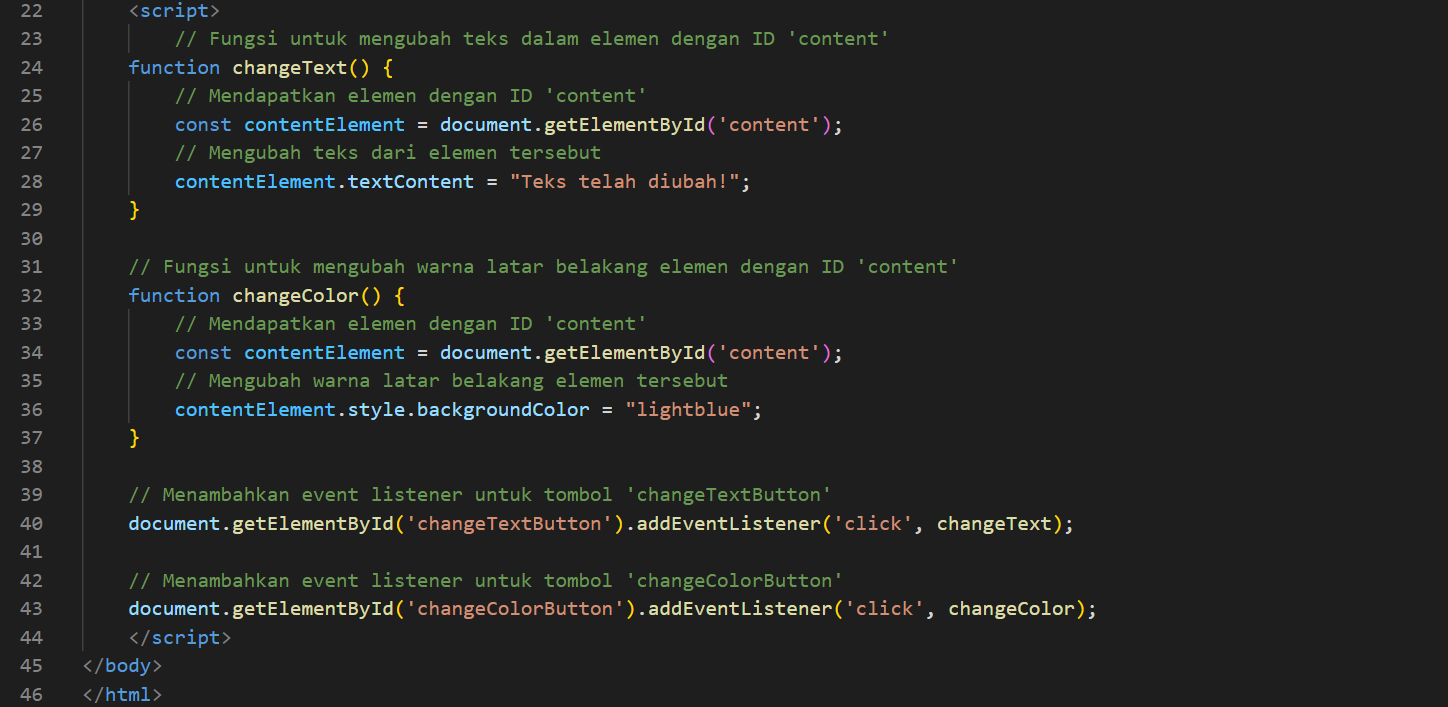 22 <script>
23 // Fungsi untuk mengubah teks dalam elemen dengan ID 'content'
24 function changeText() {
25 // Mendapatkan elemen dengan ID 'content'
26 const contentElement = document.getElementById('content');
27 // Mengubah teks dari elemen tersebut
28 contentElement.textContent = "Teks telah diubah!";
29 }
30
31 // Fungsi untuk mengubah warna latar belakang elemen dengan ID 'content'
32 function changeColor() {
33 // Mendapatkan elemen dengan ID 'content'
34 const contentElement = document.getElementById('content');
35 // Mengubah warna latar belakang elemen tersebut
36 contentElement.style.backgroundColor = "lightblue";
37 }
38
39 // Menambahkan event listener untuk tombol 'changeTextButton'
40 document.getElementById('changeTextButton').addEventListener('click', changeText);
41
42 // Menambahkan event listener untuk tombol 'changeColorButton'
43 document.getElementById('changeColorButton').addEventListener('click', changeColor);
44 </script>
45 </body>
46 </html>